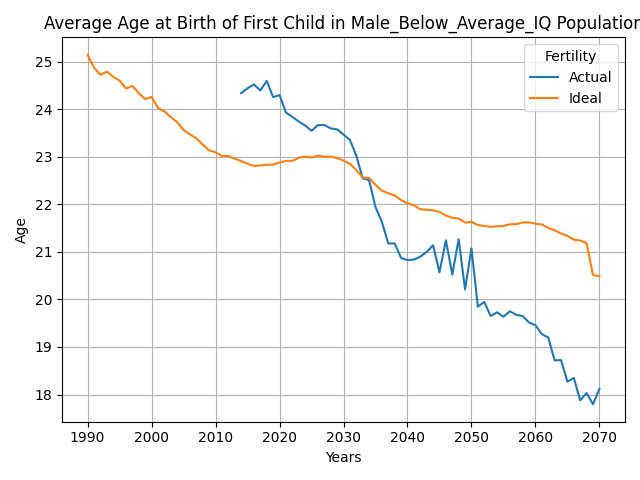 Average Age at Birth of First Child in Male_Below_Average_IQ Population
Fertility
Actual
Ideal
25
24
23
22
21
20
19
18
Age
1990 2000 2010 2020 2030 2040 2050 2060 2070
Years